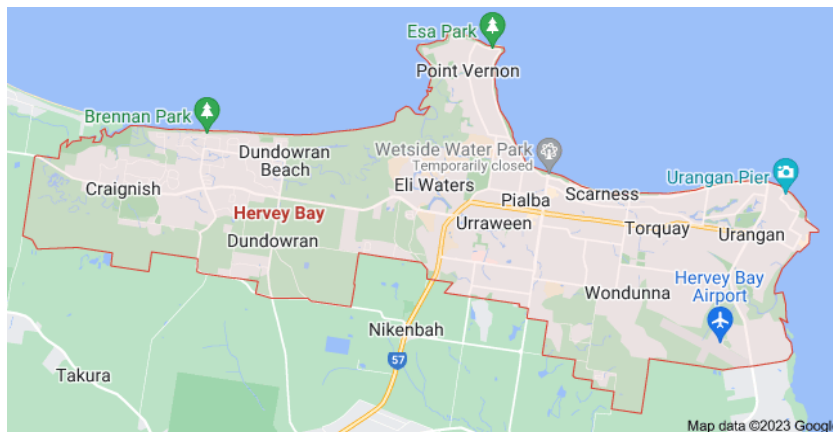 Esa Park
Point Vernon
Brennan Park
Dundowran
Beach
Wetside Water Park
Temporarily closed
Craignish
Eli Waters
Urangan Pier
Scarness
Pialba
Hervey Bay
Urraween
Torquay
Urangan
Dundowran
Hervey Bay
Airport
Wondunna
Nikenbah
57
Takura
Map data ©2023 Google